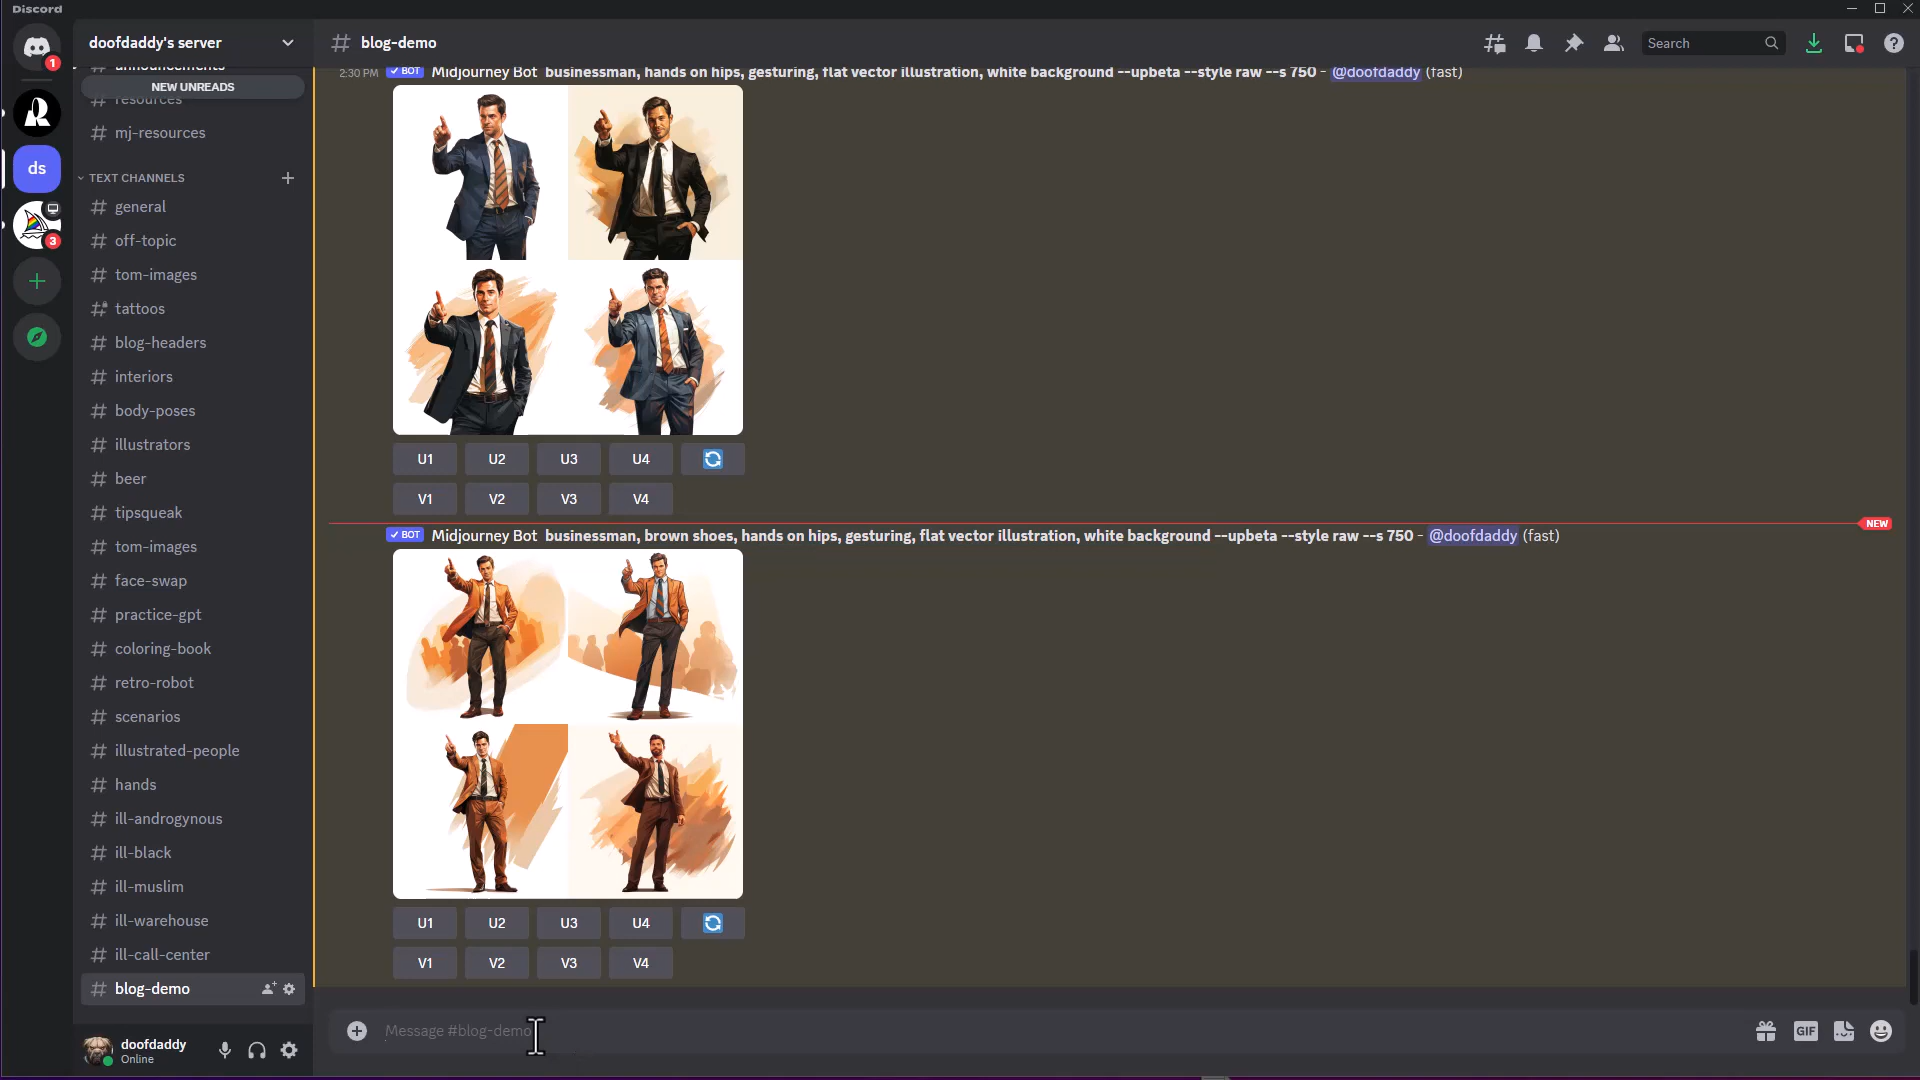 Discord
1
doofdaddy's server
# blog-demo
Search
announcements
NEW UNREADS
resources
# mj-resources
ds
3
TEXT CHANNELS
# general
# off-topic
# tom-images
# tattoos
# blog-headers
# interiors
# body-poses
# illustrators
# beer
# tipsqueak
# tom-images
# face-swap
# practice-gpt
# coloring-book
# retro-robot
# scenarios
# illustrated-people
# hands
# ill-androgynous
# ill-black
# ill-muslim
# ill-warehouse
# ill-call-center
# blog-demo
doofdaddy
Online
2:30 PM ✓ BOT Midjourney Bot businessman, hands on hips, gesturing, flat vector illustration, white background --upbeta --style raw --s 750 - @doofdaddy (fast)
U1 U2 U3 U4
V1 V2 V3 V4
NEW
✓ BOT Midjourney Bot businessman, brown shoes, hands on hips, gesturing, flat vector illustration, white background --upbeta --style raw --s 750 - @doofdaddy (fast)
U1 U2 U3 U4
V1 V2 V3 V4
Message #blog-demo
GIF